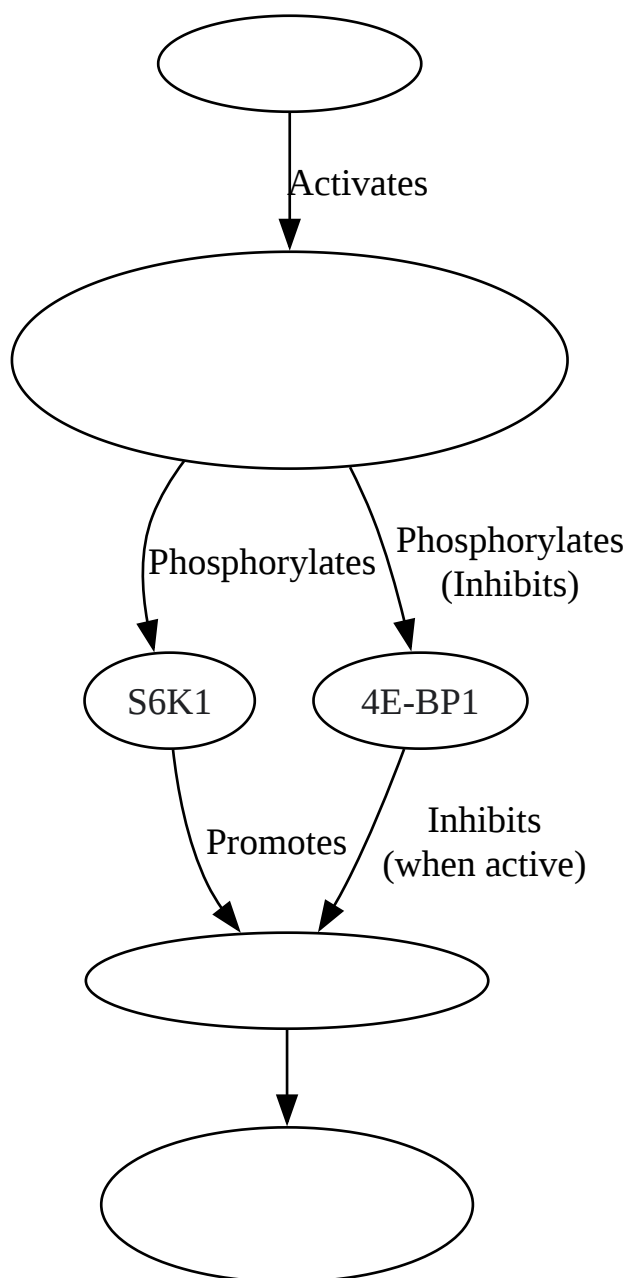 Activates
Phosphorylates
Phosphorylates
(Inhibits)
S6K1
4E-BP1
Promotes
Inhibits
(when active)